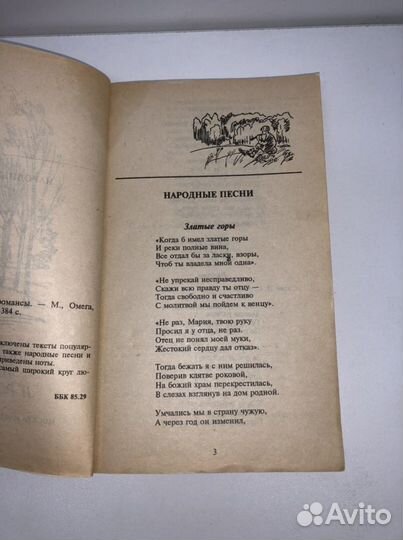 омансы. — М., Омега,
384 с.
ключены тексты популяр-
также народные песни и
риведены ноты.
самый широкий круг лю-
ББК 85.29
НАРОДНЫЕ ПЕСНИ
Златые горы
«Когда б имел златые горы
И реки полные вина,
Все отдал бы за ласки, взоры,
Чтоб ты владела мной одна».
«Не упрекай несправедливо,
Скажи всю правду ты отцу —
Тогда свободно и счастливо
С молитвой мы пойдем к венцу».
«Не раз, Мария, твою руку
Просил я у отца, не раз.
Отец не понял моей муки,
Жестокий сердцу дал отказ».
Тогда бежать я с ним решилась,
Поверив клятве роковой,
На божий храм перекрестилась,
В слезах взглянув на дом родной.
Умчались мы в страну чужую,
А через год он изменил,
3
Avito